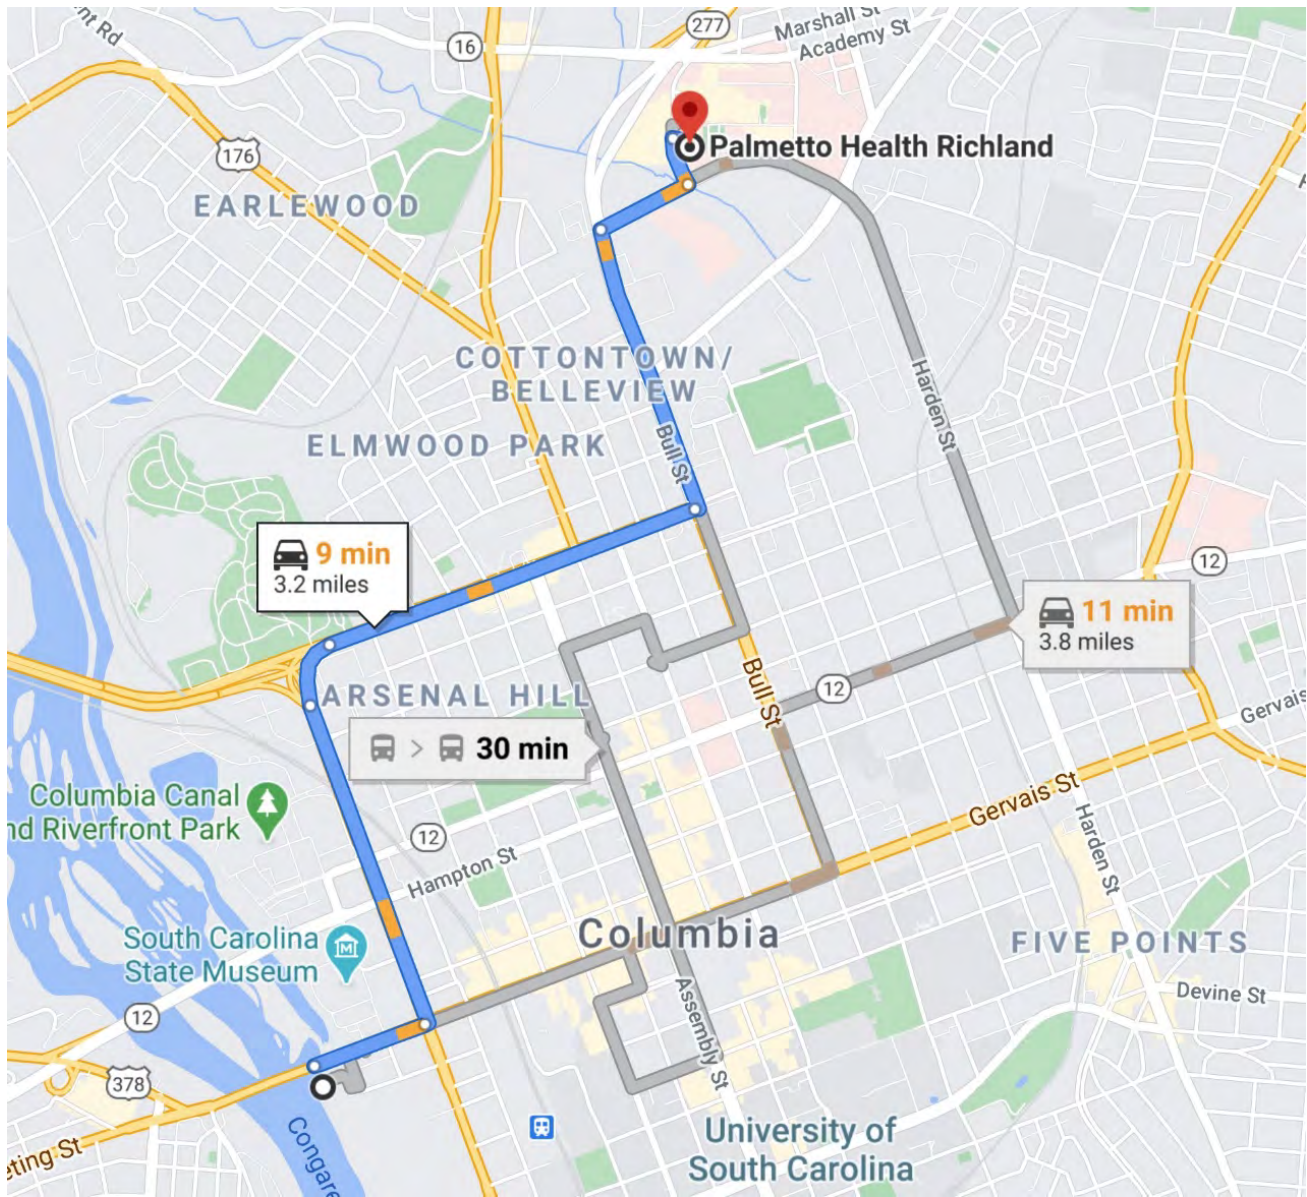 nt Rd
16
277
Marshall St
Academy St
176
EARLEWOOD
Palmetto Health Richland
COTTONTOWN/
BELLEVIEW
Harden St
ELMWOOD PARK
Bull St
9 min
3.2 miles
12
11 min
3.8 miles
ARSENAL HILL
Bull St
12
30 min
Gervais
Columbia Canal
nd Riverfront Park
Gervais St
12
Hampton St
Harden St
South Carolina
State Museum
Columbia
FIVE POINTS
Assembly St
Devine St
12
378
University of
South Carolina
eting St
Congare